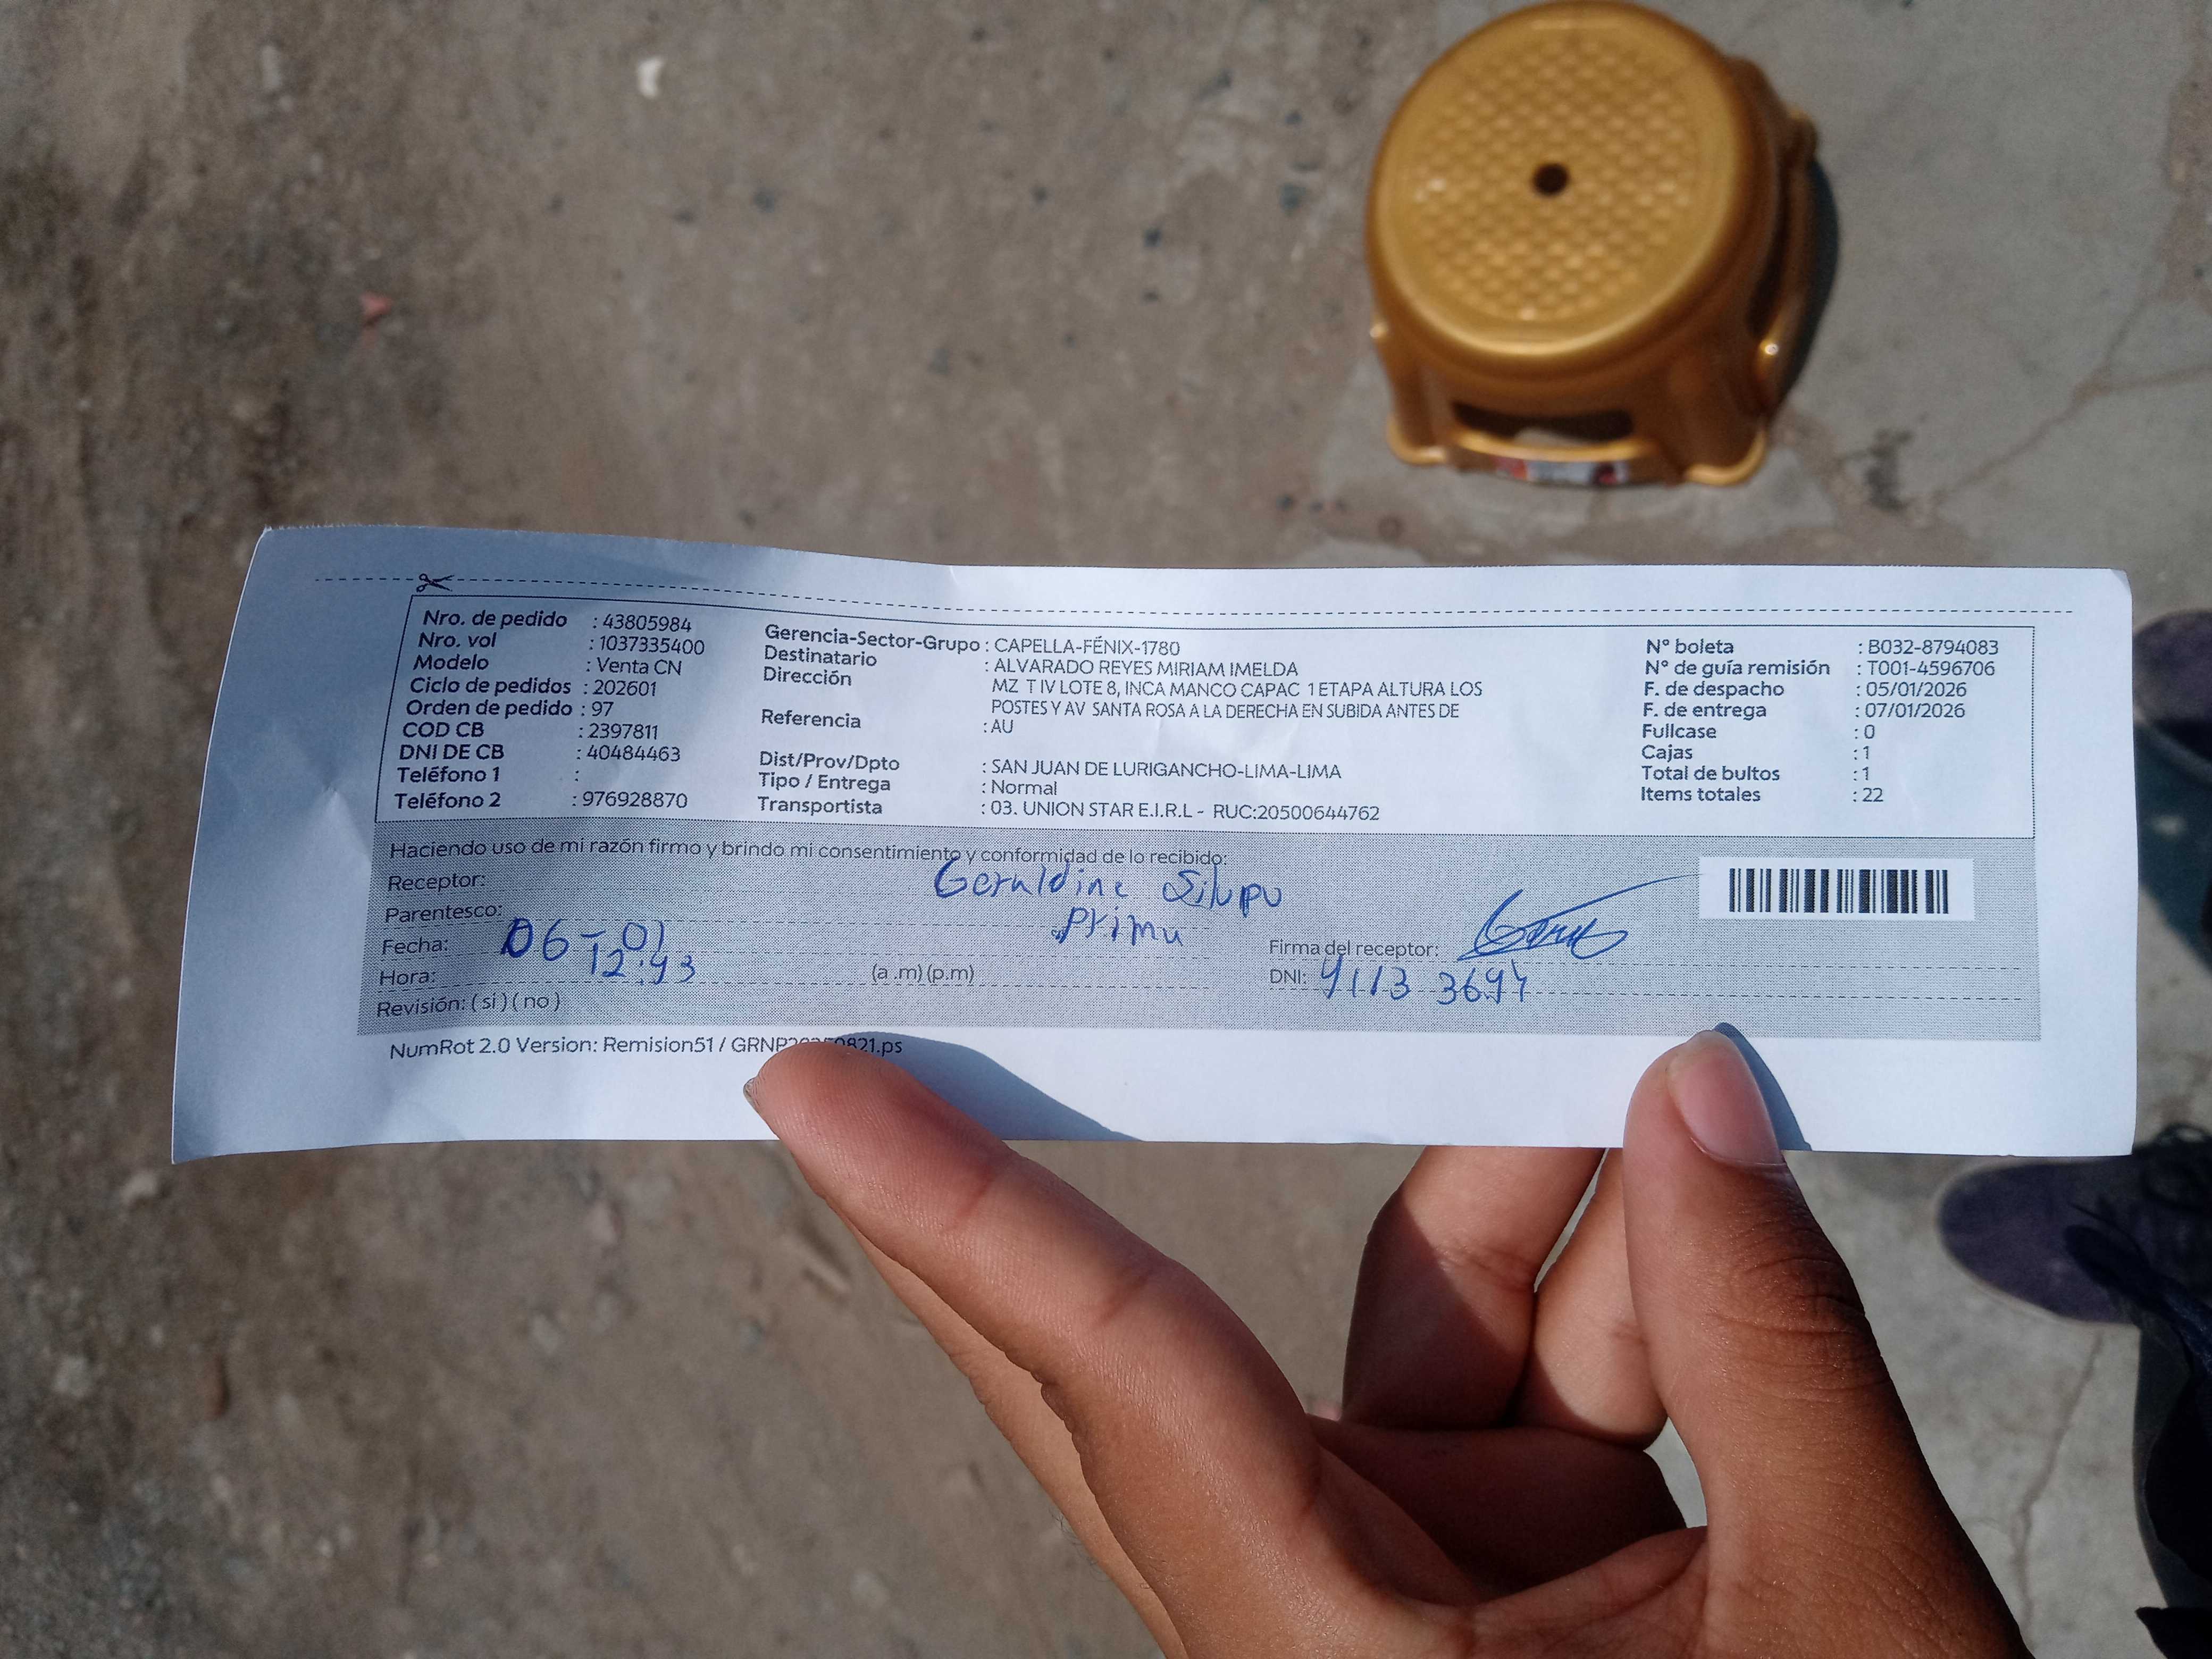 Nro. de pedido : 43805984
Nro. vol : 1037335400
Modelo : Venta CN
Ciclo de pedidos : 202601
Orden de pedido : 97
COD CB : 2397811
DNI DE CB : 40484463
Teléfono 1 :
Teléfono 2 : 976928870
Gerencia-Sector-Grupo : CAPELLA-FÉNIX-1780
Destinatario : ALVARADO REYES MIRIAM IMELDA
Dirección MZ T IV LOTE 8, INCA MANCO CAPAC 1 ETAPA ALTURA LOS
POSTES Y AV SANTA ROSA A LA DERECHA EN SUBIDA ANTES DE
Referencia : AU
Dist/Prov/Dpto : SAN JUAN DE LURIGANCHO-LIMA-LIMA
Tipo / Entrega : Normal
Transportista : 03. UNION STAR E.I.R.L - RUC:20500644762
N° boleta : B032-8794083
N° de guía remisión : T001-4596706
F. de despacho : 05/01/2026
F. de entrega : 07/01/2026
Fullcase : 0
Cajas : 1
Total de bultos : 1
Items totales : 22
Haciendo uso de mi razón firmo y brindo mi consentimiento y conformidad de lo recibido:
Receptor: Geraldine Silupu
Parentesco: prima
Fecha: 06-01
Hora: 12:43 (a .m) (p.m)
Revisión: ( si ) ( no )
Firma del receptor:
DNI:
NumRot 2.0 Version: Remision51 /